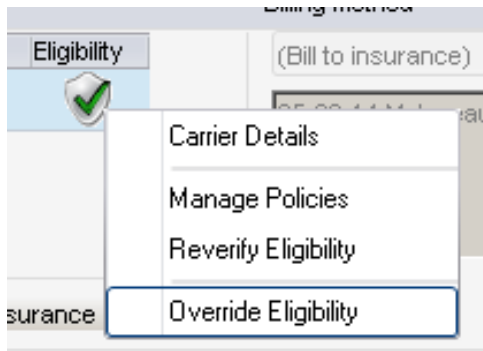 Billing method
Eligibility
(Bill to insurance)
Carrier Details
Manage Policies
Reverify Eligibility
surance
Override Eligibility